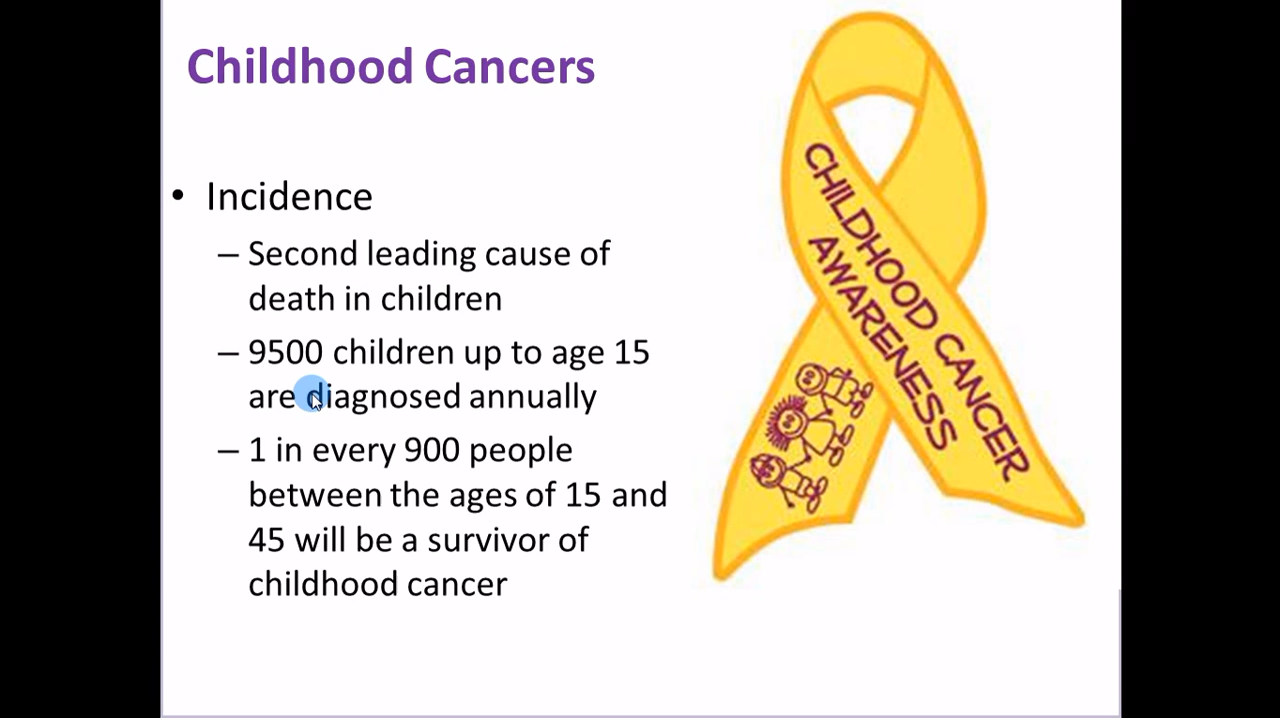 Childhood Cancers
• Incidence
– Second leading cause of
death in children
– 9500 children up to age 15
are diagnosed annually
– 1 in every 900 people
between the ages of 15 and
45 will be a survivor of
childhood cancer
CHILDHOOD CANCER
AWARENESS